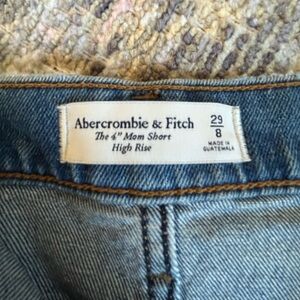 Abercrombie & Fitch
The 4" Mom Short
High Rise
29
8
MADE IN
GUATEMALA